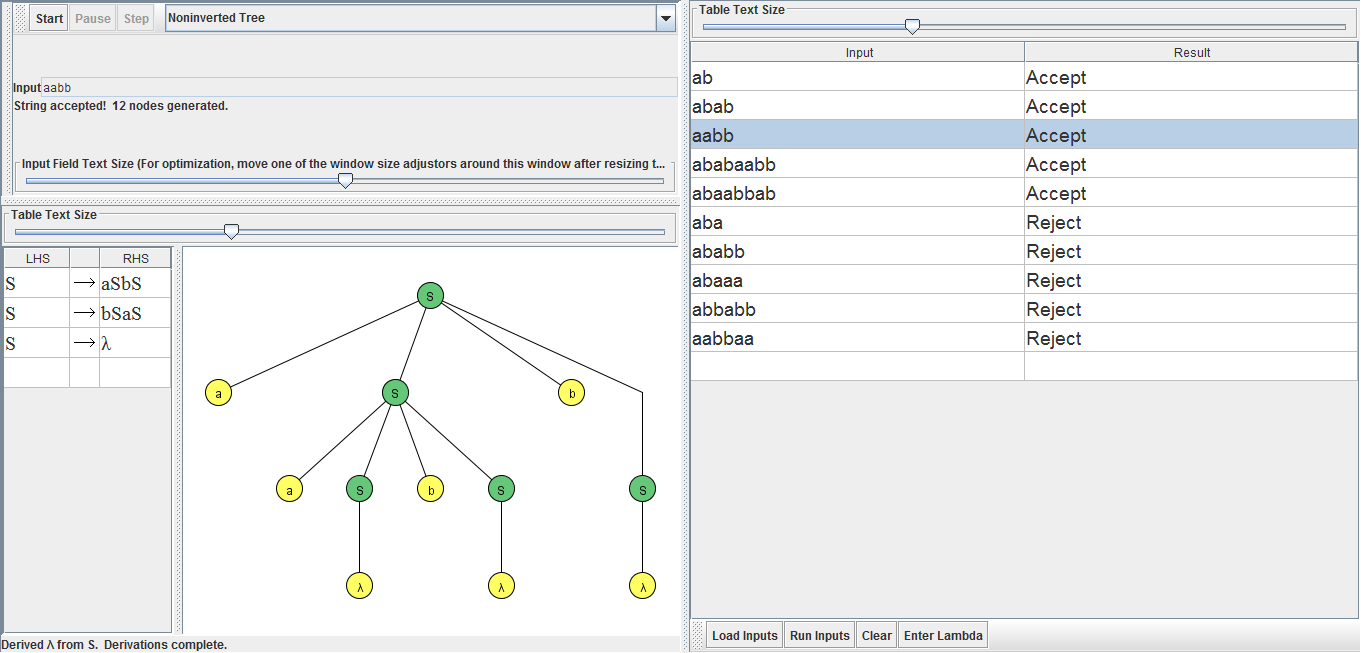 Start Pause Step Noninverted Tree
Input aabb
String accepted! 12 nodes generated.
Input Field Text Size (For optimization, move one of the window size adjustors around this window after resizing t...
Table Text Size
LHS RHS
S → aSbS
S → bSaS
S → λ
S
a S b
a S b S S
λ λ λ
Derived λ from S. Derivations complete.
Table Text Size
Input Result
ab Accept
abab Accept
aabb Accept
ababaabb Accept
abaabbab Accept
aba Reject
ababb Reject
abaaa Reject
abbabb Reject
aabbaa Reject
Load Inputs Run Inputs Clear Enter Lambda